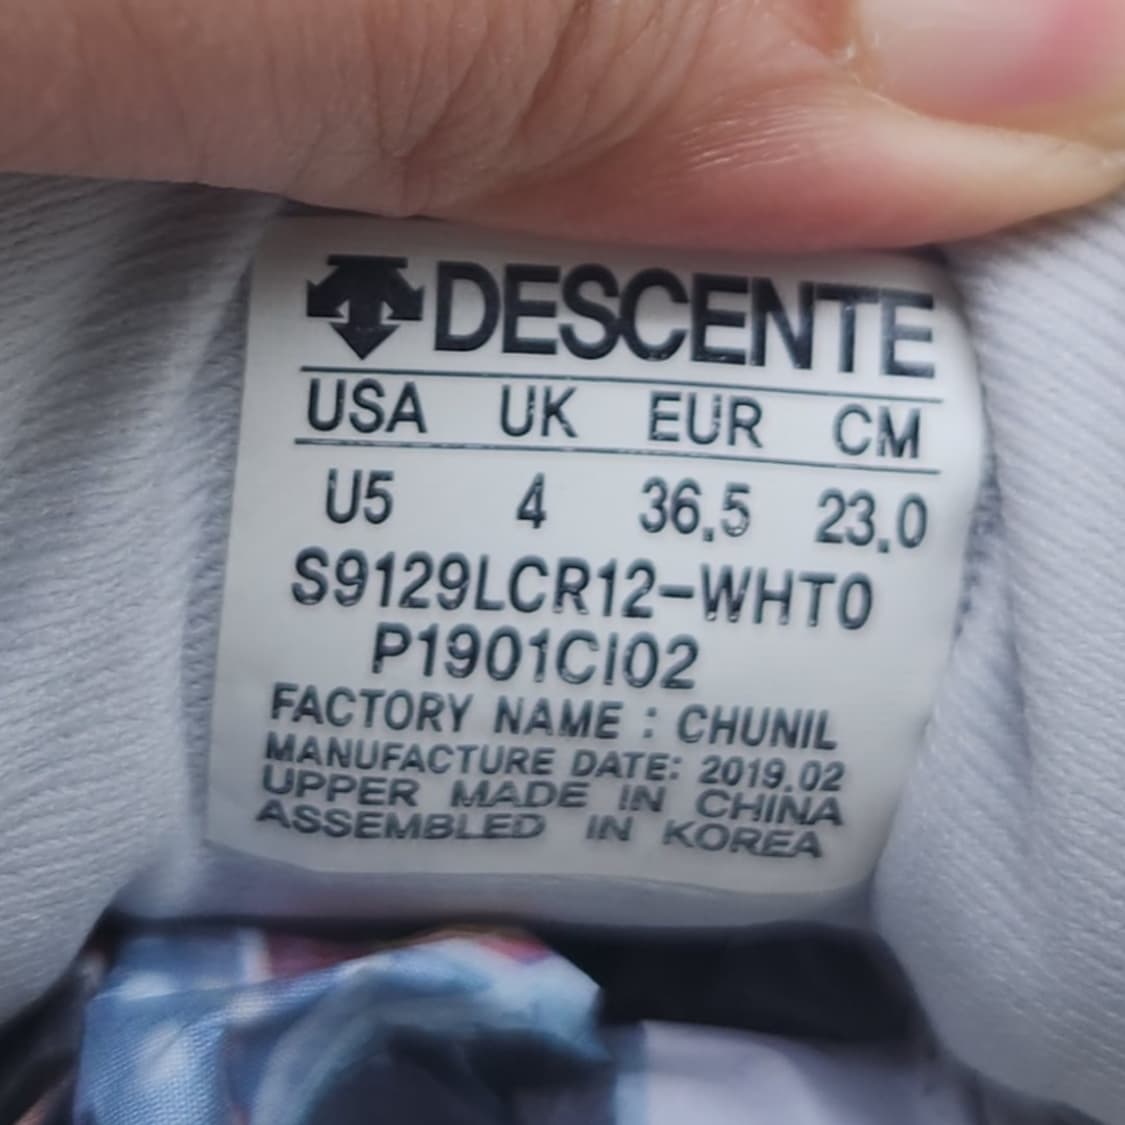 DESCENTE
USA UK EUR CM
U5 4 36.5 23.0
S9129LCR12-WHT0
P1901CI02
FACTORY NAME : CHUNIL
MANUFACTURE DATE: 2019.02
UPPER MADE IN CHINA
ASSEMBLED IN KOREA